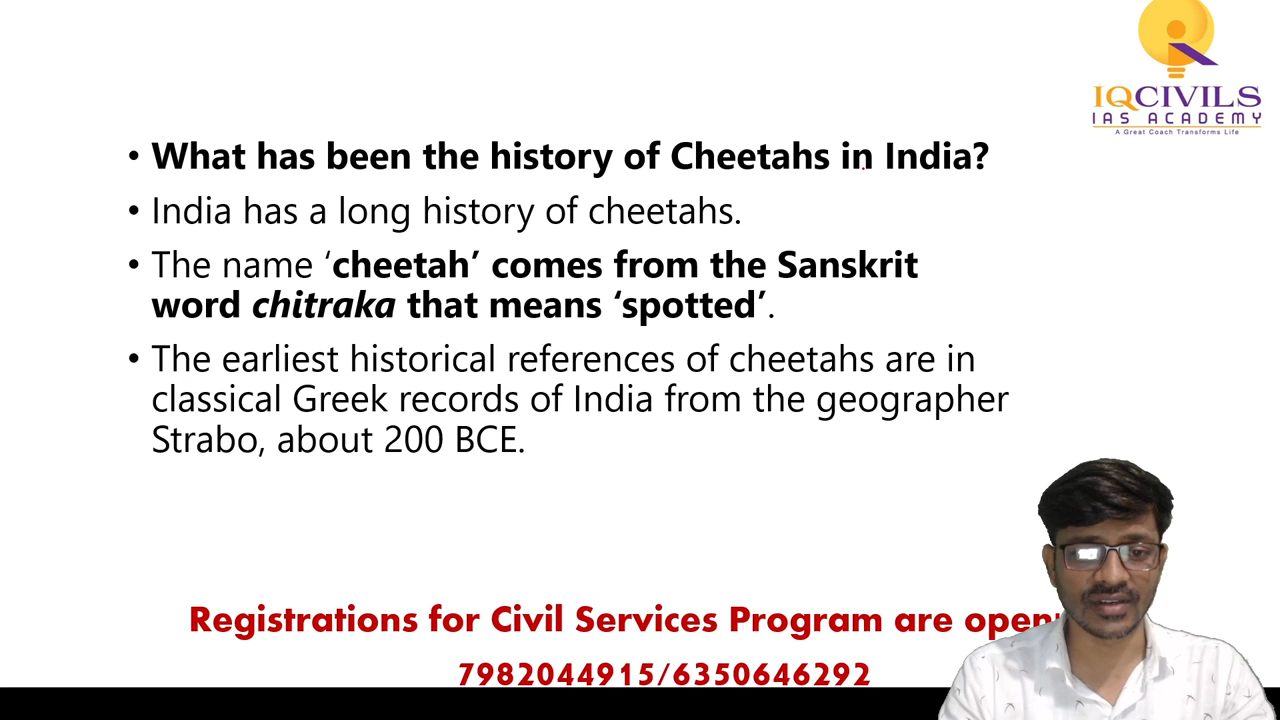 IQCIVILS
IAS ACADEMY
A Great Coach Transforms Life
• What has been the history of Cheetahs in India?
• India has a long history of cheetahs.
• The name ‘cheetah’ comes from the Sanskrit
word chitraka that means ‘spotted’.
• The earliest historical references of cheetahs are in
classical Greek records of India from the geographer
Strabo, about 200 BCE.
Registrations for Civil Services Program are open
7982044915/6350646292